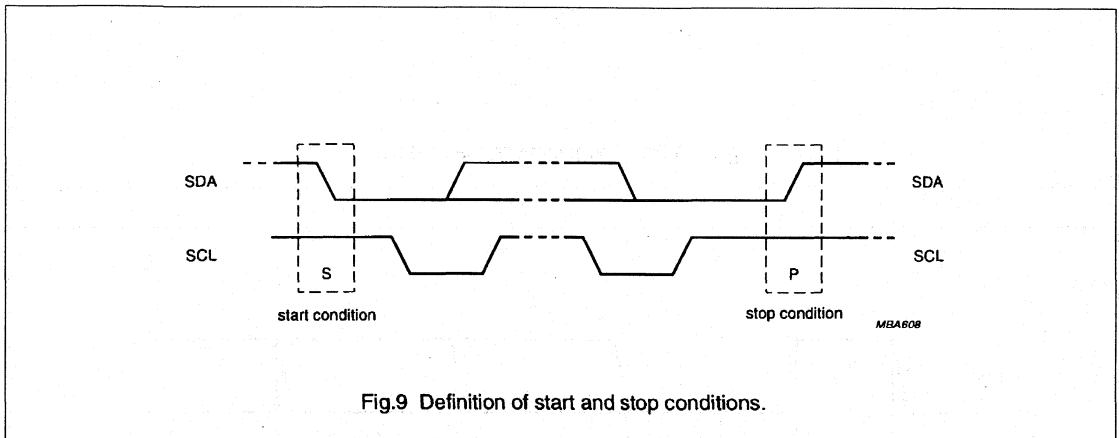 SDA
SDA
SCL
SCL
S
P
start condition
stop condition
MBA608
Fig.9 Definition of start and stop conditions.